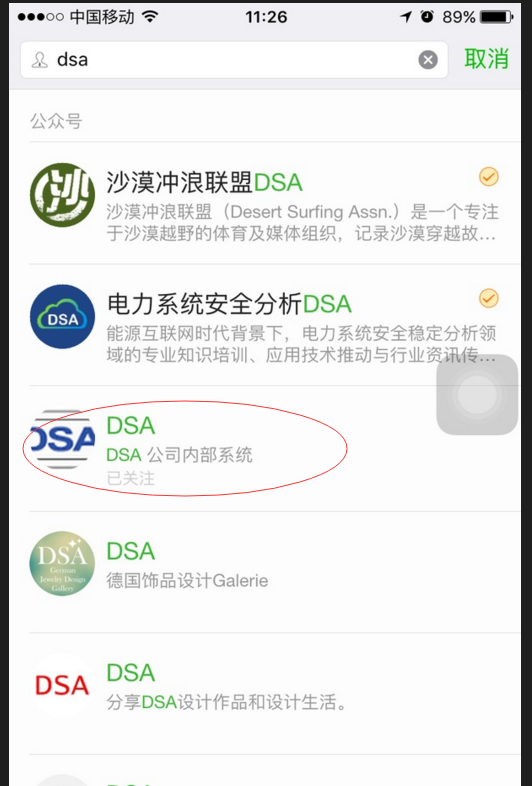 中国移动 11:26 89%
dsa 取消
公众号
沙漠冲浪联盟DSA
沙漠冲浪联盟（Desert Surfing Assn.）是一个专注
于沙漠越野的体育及媒体组织，记录沙漠穿越故...
沙
电力系统安全分析DSA
能源互联网时代背景下，电力系统安全稳定分析领
域的专业知识培训、应用技术推动与行业资讯传...
DSA
DSA
DSA 公司内部系统
已关注
DSA
DSA
德国饰品设计Galerie
DSA
German
Jewelry Design
Gallery
DSA
分享DSA设计作品和设计生活。
DSA